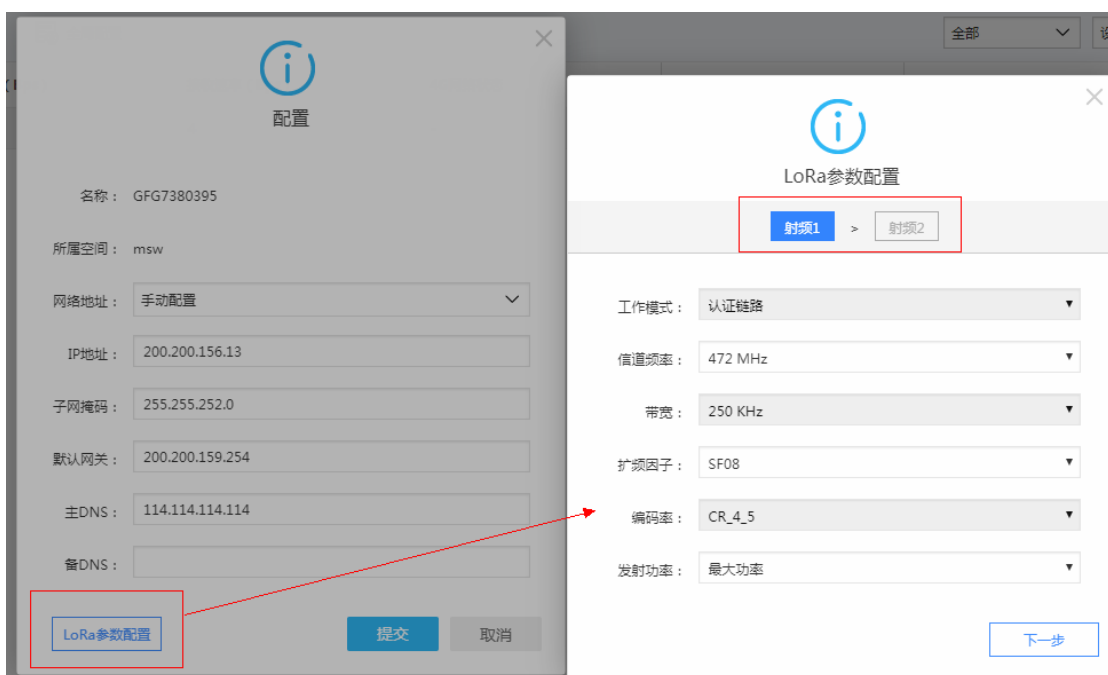 全部
配置
名称： GFG7380395
所属空间： msw
网络地址： 手动配置
IP地址： 200.200.156.13
子网掩码： 255.255.252.0
默认网关： 200.200.159.254
主DNS： 114.114.114.114
备DNS：
LoRa参数配置
提交
取消
LoRa参数配置
射频1 > 射频2
工作模式： 认证链路
信道频率： 472 MHz
带宽： 250 KHz
扩频因子： SF08
编码率： CR_4_5
发射功率： 最大功率
下一步